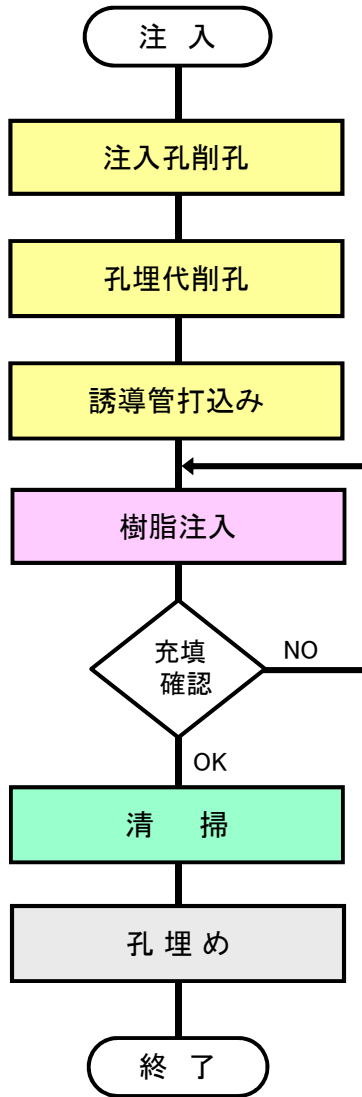 注 入
注入孔削孔
孔埋代削孔
誘導管打込み
樹脂注入
充填
確認
NO
OK
清 掃
孔 埋 め
終 了